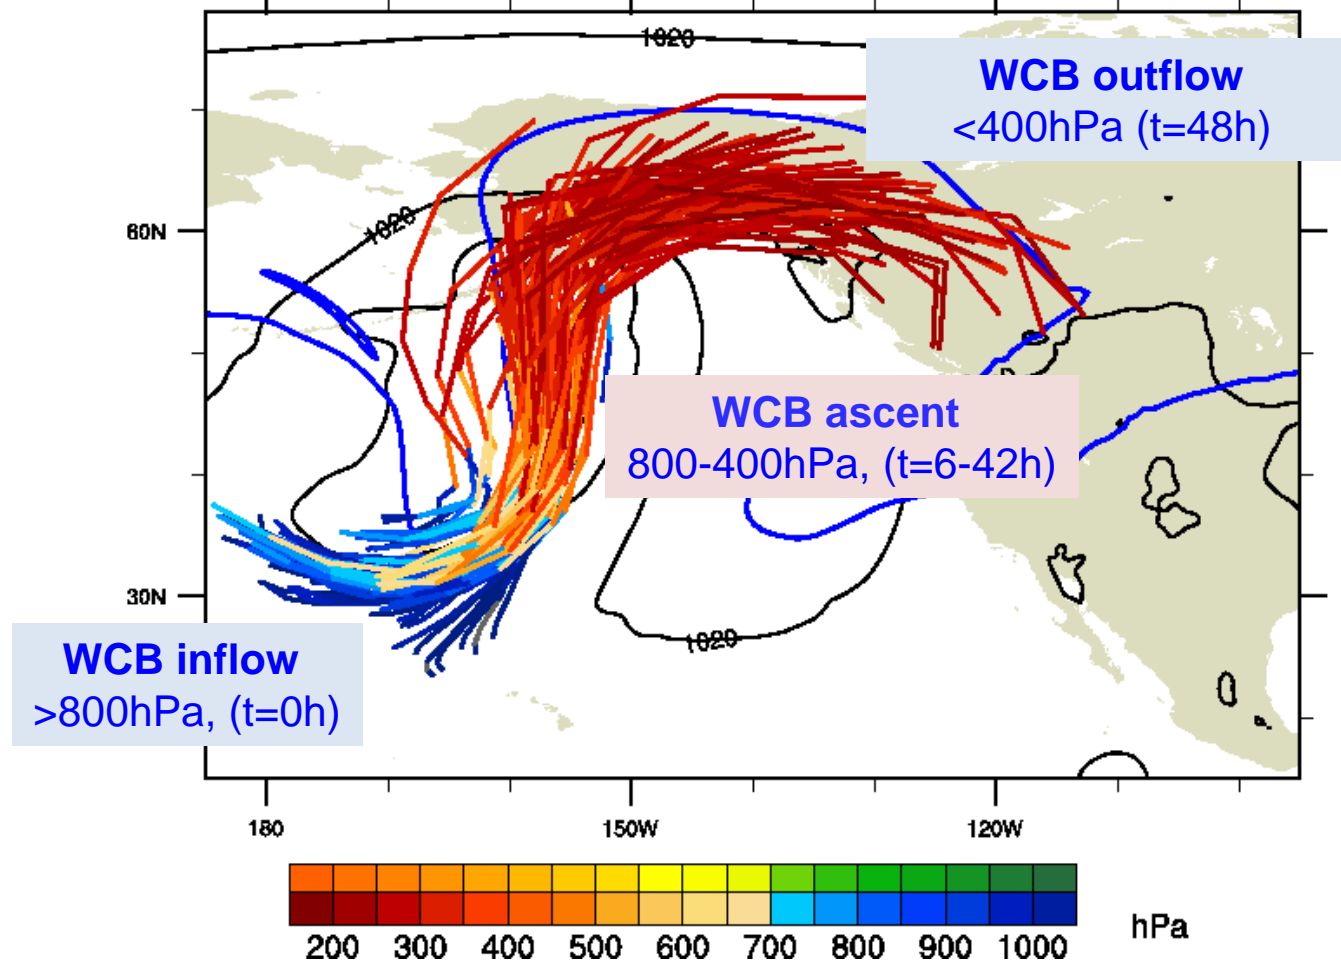 1020
WCB outflow
<400hPa (t=48h)
1020
60N
WCB ascent
800-400hPa, (t=6-42h)
30N
1020
WCB inflow
>800hPa, (t=0h)
180 150W 120W
200 300 400 500 600 700 800 900 1000 hPa